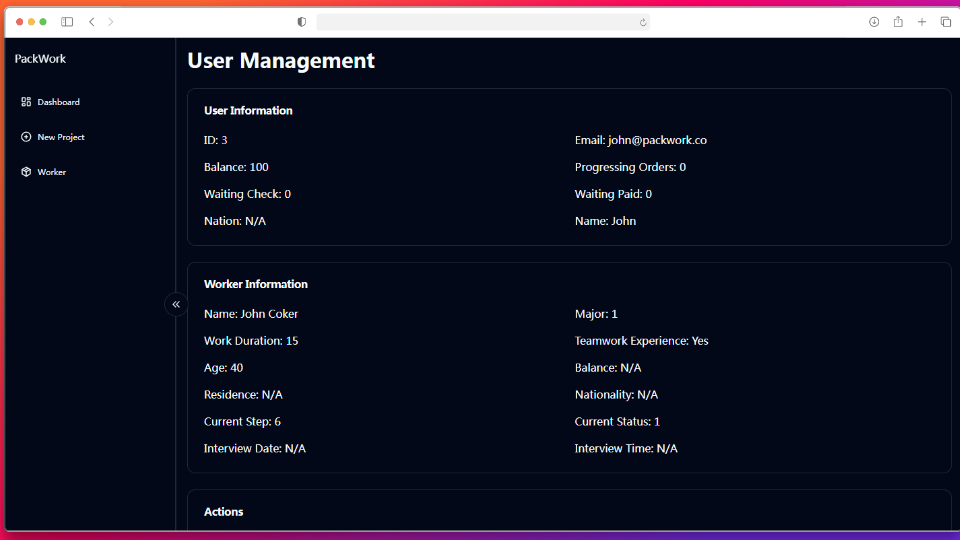 PackWork
Dashboard
New Project
Worker
User Management
User Information
ID: 3
Email: john@packwork.co
Balance: 100
Progressing Orders: 0
Waiting Check: 0
Waiting Paid: 0
Nation: N/A
Name: John
Worker Information
Name: John Coker
Major: 1
Work Duration: 15
Teamwork Experience: Yes
Age: 40
Balance: N/A
Residence: N/A
Nationality: N/A
Current Step: 6
Current Status: 1
Interview Date: N/A
Interview Time: N/A
Actions